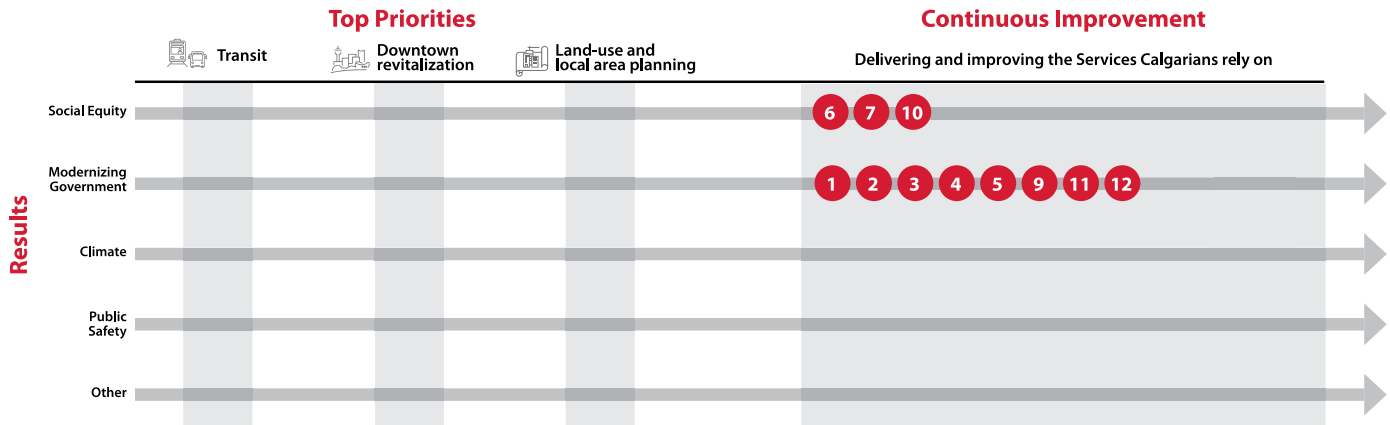 Top Priorities
Continuous Improvement
Transit
Downtown
revitalization
Land-use and
local area planning
Delivering and improving the Services Calgarians rely on
Results
Social Equity
6 7 10
Modernizing
Government
1 2 3 4 5 9 11 12
Climate
Public
Safety
Other